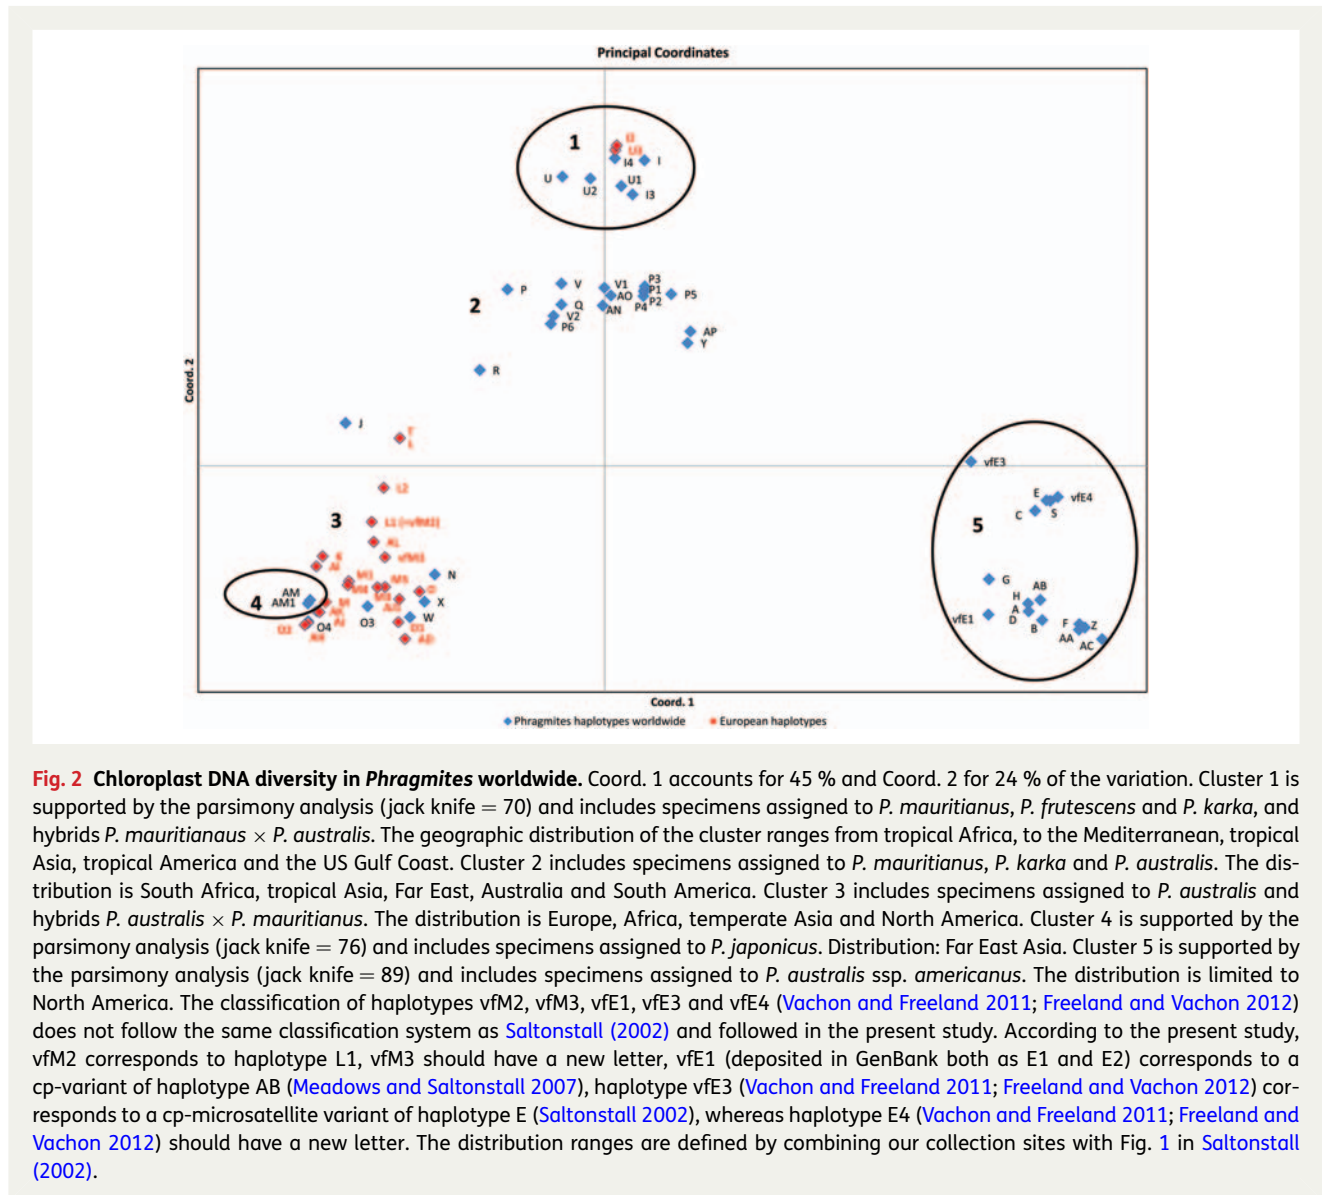 Principal Coordinates
1
I2
U3
I4
I
U
U2
U1
I3
2
P
V
V1
P3
AO
P1
P5
Q
AN
P4
P2
V2
P6
AP
Y
R
J
Coord. 2
vfE3
L2
E
vfE4
C
S
3
L1 (=vfM2)
5
K
vfM3
N
G
AM
4
AM1
M
X
H
AB
A
O3
W
vfE1
D
B
F
Z
O4
AA
AC
Coord. 1
Phragmites haplotypes worldwide
European haplotypes
Fig. 2 Chloroplast DNA diversity in Phragmites worldwide. Coord. 1 accounts for 45 % and Coord. 2 for 24 % of the variation. Cluster 1 is
supported by the parsimony analysis (jack knife = 70) and includes specimens assigned to P. mauritianus, P. frutescens and P. karka, and
hybrids P. mauritianaus × P. australis. The geographic distribution of the cluster ranges from tropical Africa, to the Mediterranean, tropical
Asia, tropical America and the US Gulf Coast. Cluster 2 includes specimens assigned to P. mauritianus, P. karka and P. australis. The dis-
tribution is South Africa, tropical Asia, Far East, Australia and South America. Cluster 3 includes specimens assigned to P. australis and
hybrids P. australis × P. mauritianus. The distribution is Europe, Africa, temperate Asia and North America. Cluster 4 is supported by the
parsimony analysis (jack knife = 76) and includes specimens assigned to P. japonicus. Distribution: Far East Asia. Cluster 5 is supported by
the parsimony analysis (jack knife = 89) and includes specimens assigned to P. australis ssp. americanus. The distribution is limited to
North America. The classification of haplotypes vfM2, vfM3, vfE1, vfE3 and vfE4 (Vachon and Freeland 2011; Freeland and Vachon 2012)
does not follow the same classification system as Saltonstall (2002) and followed in the present study. According to the present study,
vfM2 corresponds to haplotype L1, vfM3 should have a new letter, vfE1 (deposited in GenBank both as E1 and E2) corresponds to a
cp-variant of haplotype AB (Meadows and Saltonstall 2007), haplotype vfE3 (Vachon and Freeland 2011; Freeland and Vachon 2012) cor-
responds to a cp-microsatellite variant of haplotype E (Saltonstall 2002), whereas haplotype E4 (Vachon and Freeland 2011; Freeland and
Vachon 2012) should have a new letter. The distribution ranges are defined by combining our collection sites with Fig. 1 in Saltonstall
(2002).